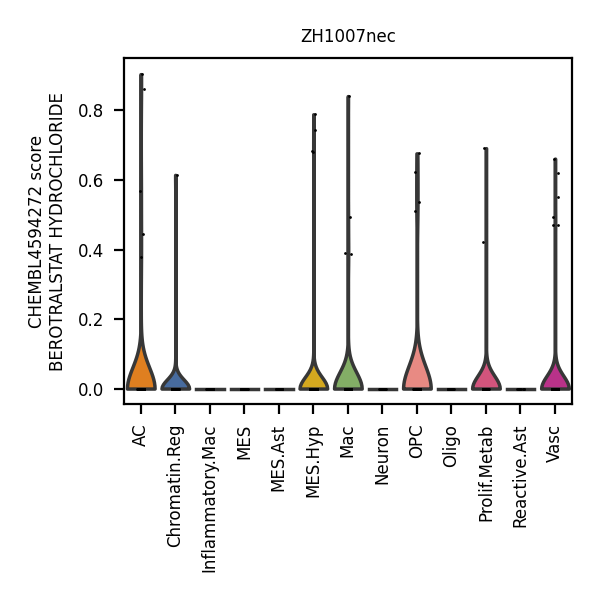 ZH1007nec
CHEMBL4594272 score
BEROTRALSTAT HYDROCHLORIDE
0.8
0.6
0.4
0.2
0.0
AC
Chromatin.Reg
Inflammatory.Mac
MES
MES.Ast
MES.Hyp
Mac
Neuron
OPC
Oligo
Prolif.Metab
Reactive.Ast
Vasc